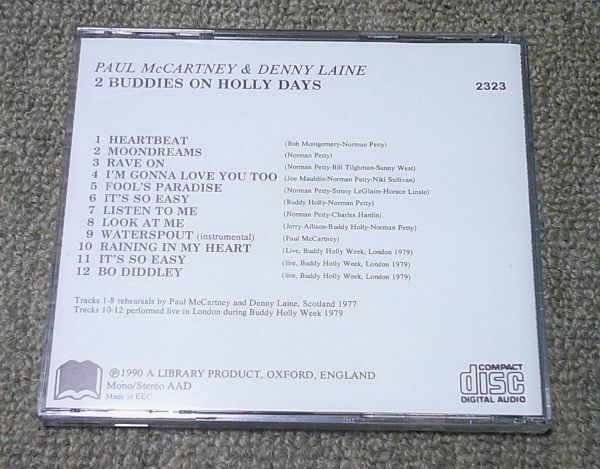 PAUL McCARTNEY & DENNY LAINE
2 BUDDIES ON HOLLY DAYS 2323
1 HEARTBEAT (Bob Montgomery-Norman Petty)
2 MOONDREAMS (Norman Petty)
3 RAVE ON (Norman Petty-Bill Tilghman-Sunny West)
4 I'M GONNA LOVE YOU TOO (Joe Mauldin-Norman Petty-Niki Sullivan)
5 FOOL'S PARADISE (Norman Petty-Sonny LeGlaire-Horace Linsle)
6 IT'S SO EASY (Buddy Holly-Norman Petty)
7 LISTEN TO ME (Norman Petty-Charles Hardin)
8 LOOK AT ME (Jerry Allison-Buddy Holly-Norman Petty)
9 WATERSPOUT (instrumental) (Paul McCartney)
10 RAINING IN MY HEART (Live, Buddy Holly Week, London 1979)
11 IT'S SO EASY (live, Buddy Holly Week, London 1979)
12 BO DIDDLEY (live, Buddy Holly Week, London 1979)
Tracks 1-8 rehearsals by Paul McCartney and Denny Laine, Scotland 1977
Tracks 10-12 performed live in London during Buddy Holly Week 1979
℗1990 A LIBRARY PRODUCT, OXFORD, ENGLAND
Mono/Stereo AAD
Made in EEC
COMPACT
disc
DIGITAL AUDIO